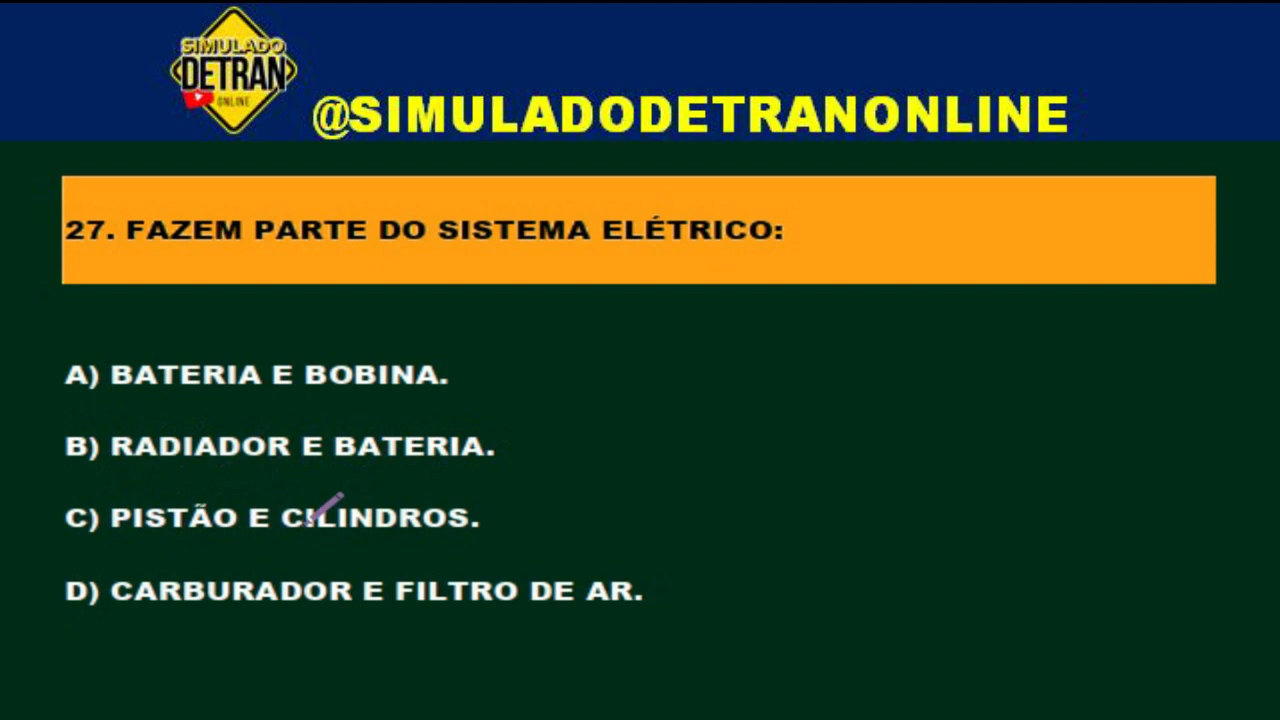 SIMULADO
DETRAN
ONLINE
@SIMULADODETRANONLINE
27. FAZEM PARTE DO SISTEMA ELÉTRICO:
A) BATERIA E BOBINA.
B) RADIADOR E BATERIA.
C) PISTÃO E CILINDROS.
D) CARBURADOR E FILTRO DE AR.